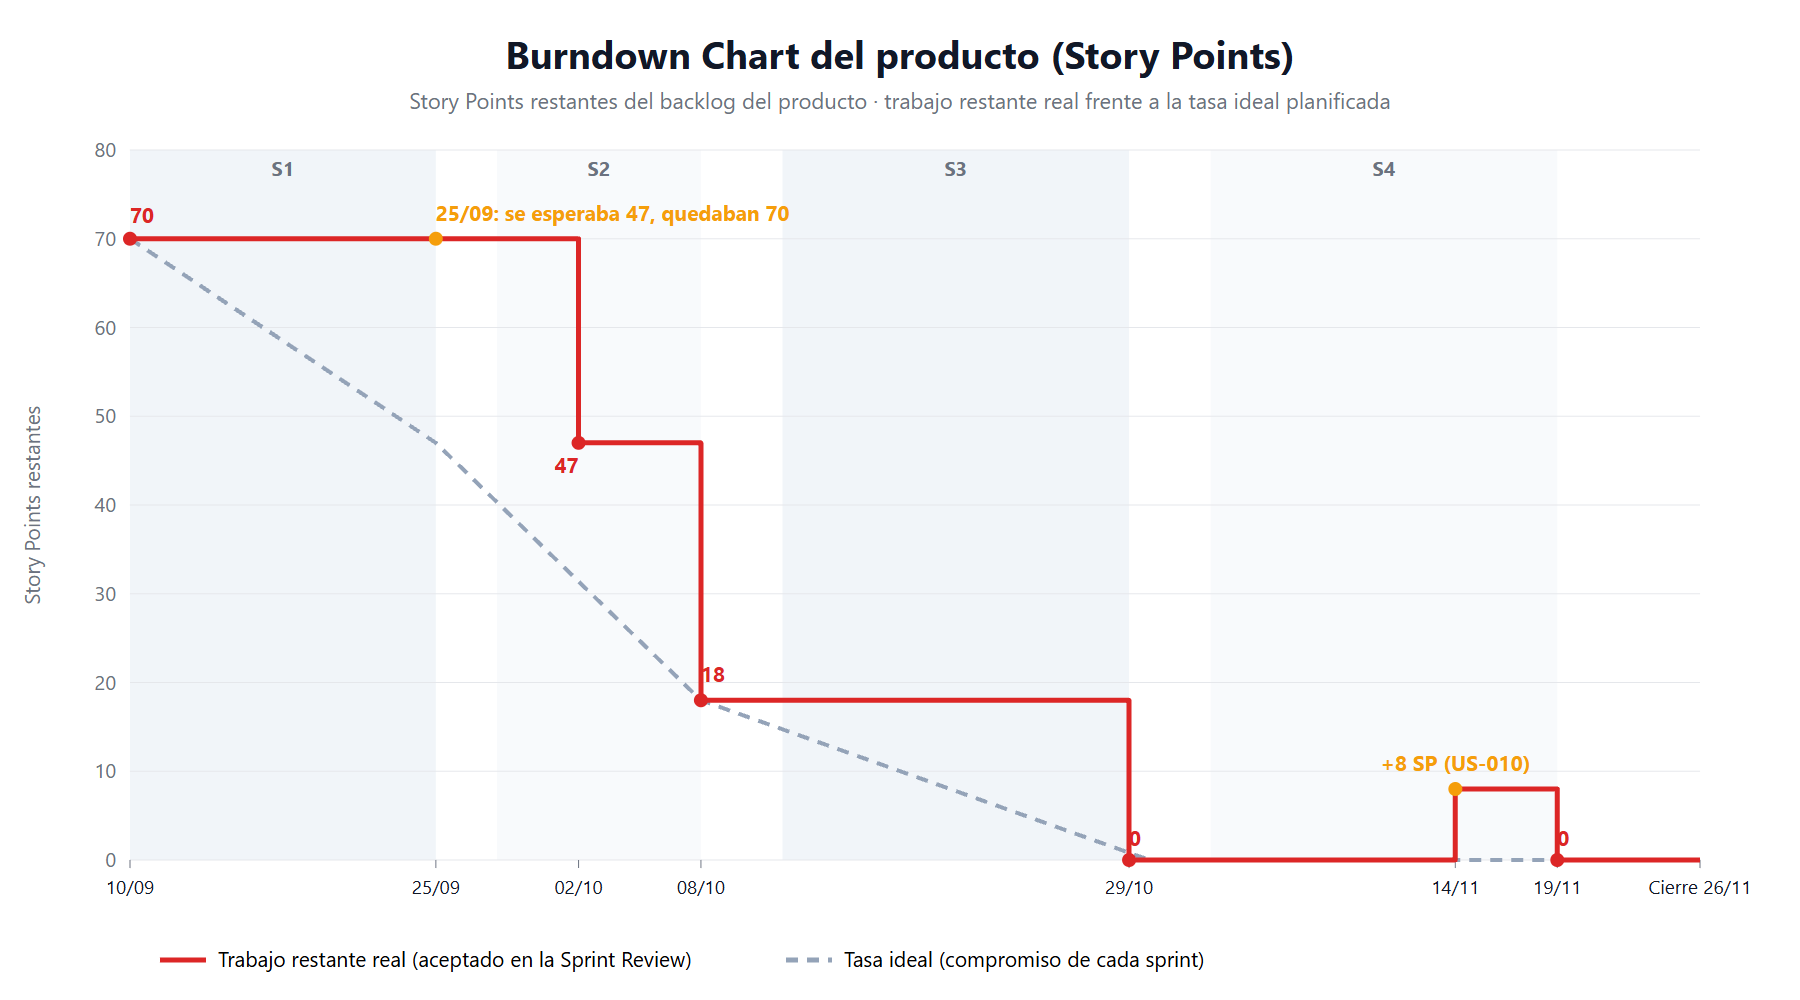 Burndown Chart del producto (Story Points)
Story Points restantes del backlog del producto · trabajo restante real frente a la tasa ideal planificada
S1
S2
S3
S4
80
70
60
50
40
30
20
10
0
Story Points restantes
70
25/09: se esperaba 47, quedaban 70
47
18
0
+8 SP (US-010)
0
10/09
25/09
02/10
08/10
29/10
14/11
19/11
Cierre 26/11
Trabajo restante real (aceptado en la Sprint Review)
Tasa ideal (compromiso de cada sprint)